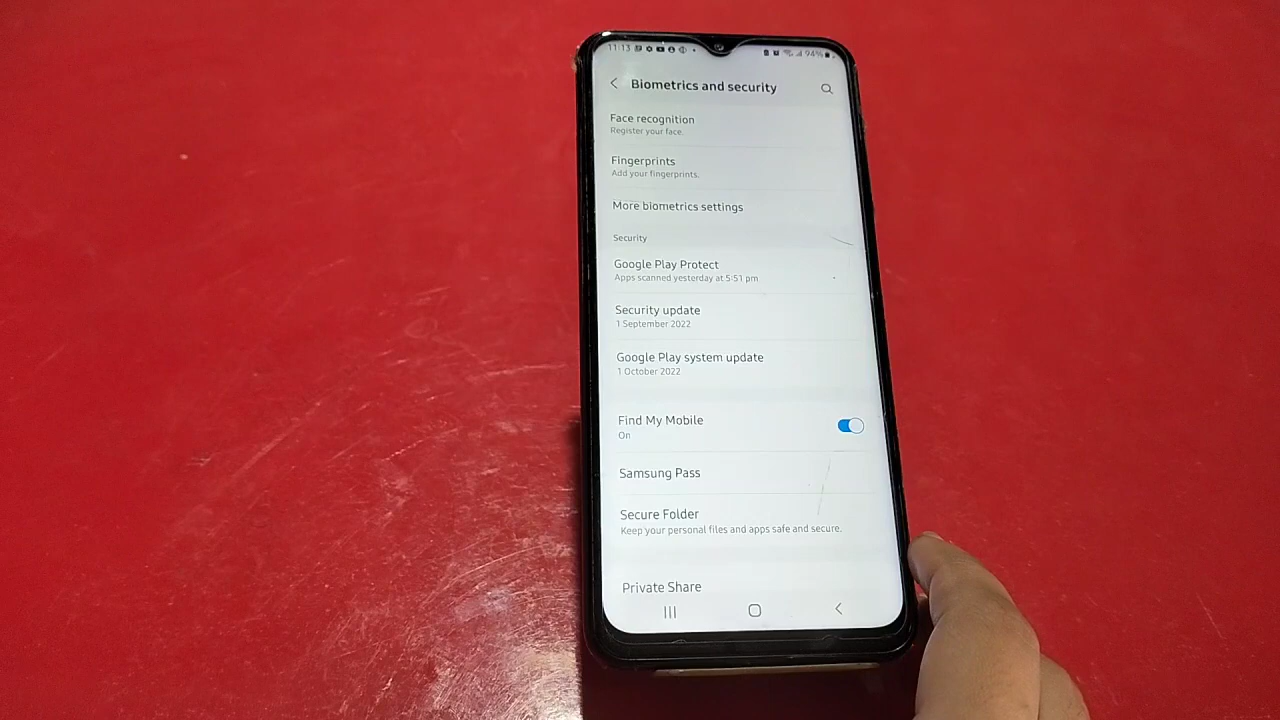 11:13
94%
Biometrics and security
Face recognition
Register your face.
Fingerprints
Add your fingerprints.
More biometrics settings
Security
Google Play Protect
Apps scanned yesterday at 5:51 pm
Security update
1 September 2022
Google Play system update
1 October 2022
Find My Mobile
On
Samsung Pass
Secure Folder
Keep your personal files and apps safe and secure.
Private Share